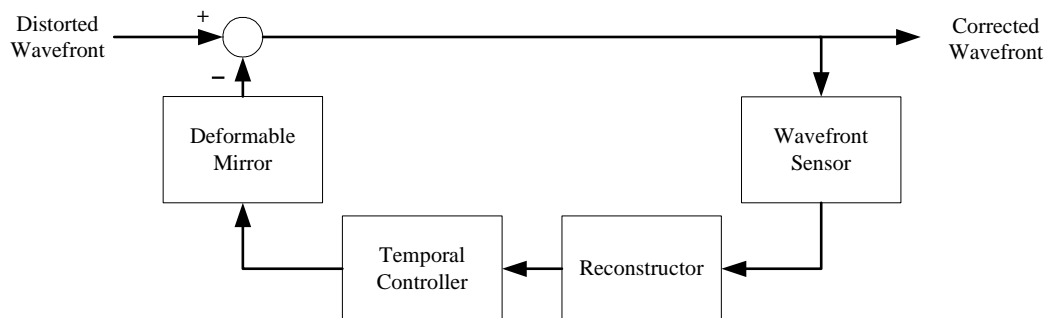 Distorted
Wavefront
+
Corrected
Wavefront
−
Deformable
Mirror
Wavefront
Sensor
Temporal
Controller
Reconstructor